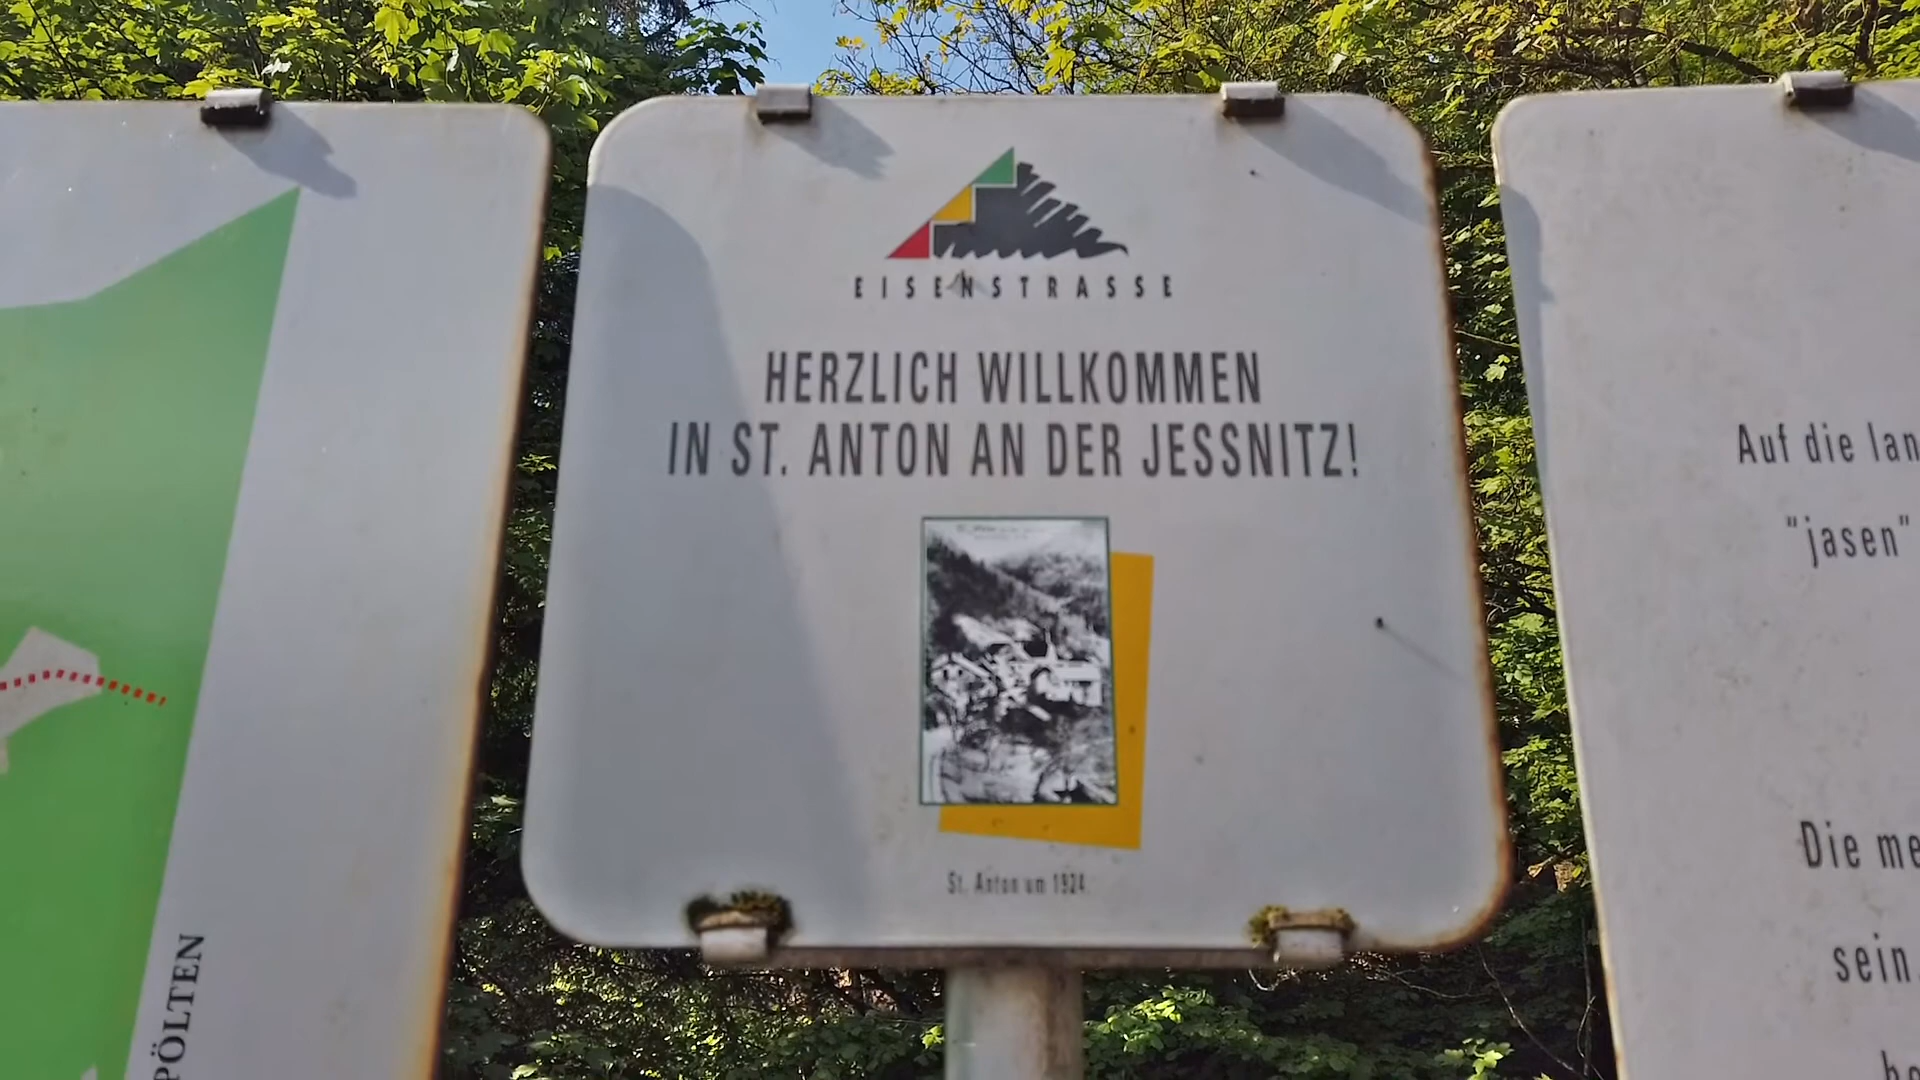 PÖLTEN
EISENSTRASSE
HERZLICH WILLKOMMEN
IN ST. ANTON AN DER JESSNITZ!
St. Anton um 1924.
Auf die lan
"jasen"
Die me
sein